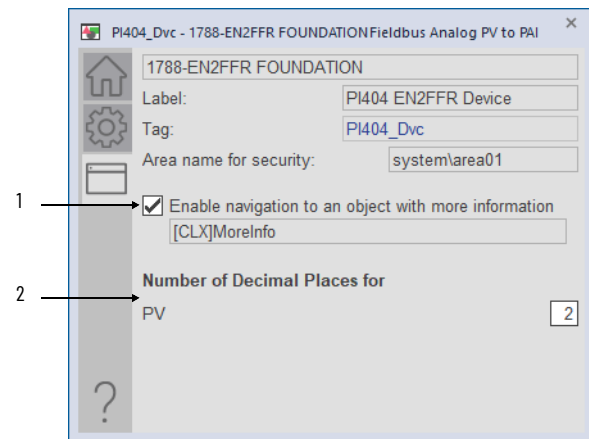 PI404_Dvc - 1788-EN2FFR FOUNDATION Fieldbus Analog PV to PAI
1788-EN2FFR FOUNDATION
Label: PI404 EN2FFR Device
Tag: PI404_Dvc
Area name for security: system\area01
1 Enable navigation to an object with more information
[CLX]MoreInfo
2 Number of Decimal Places for
PV 2
?